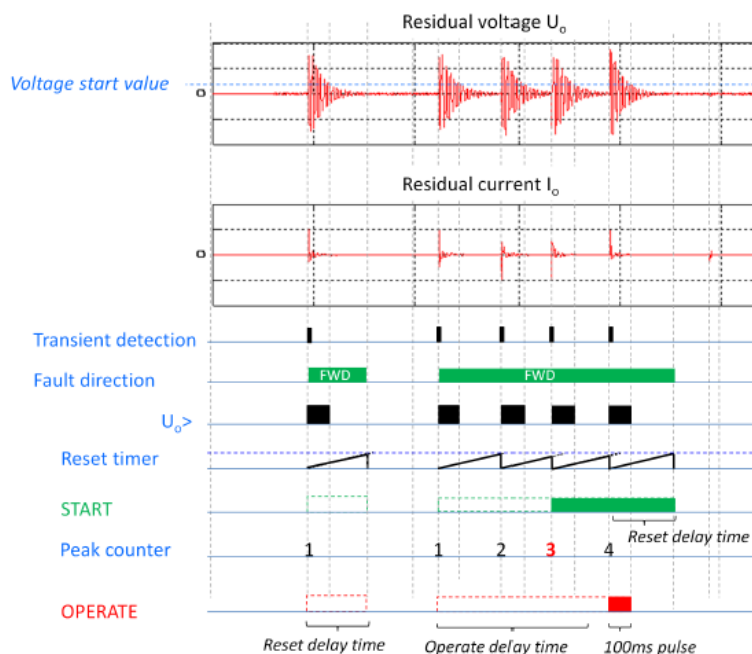 Residual voltage Uo
Voltage start value
0
Residual current Io
0
Transient detection
Fault direction
FWD
FWD
Uo>
Reset timer
START
Reset delay time
Peak counter
1
1
2
3
4
OPERATE
Reset delay time
Operate delay time
100ms pulse